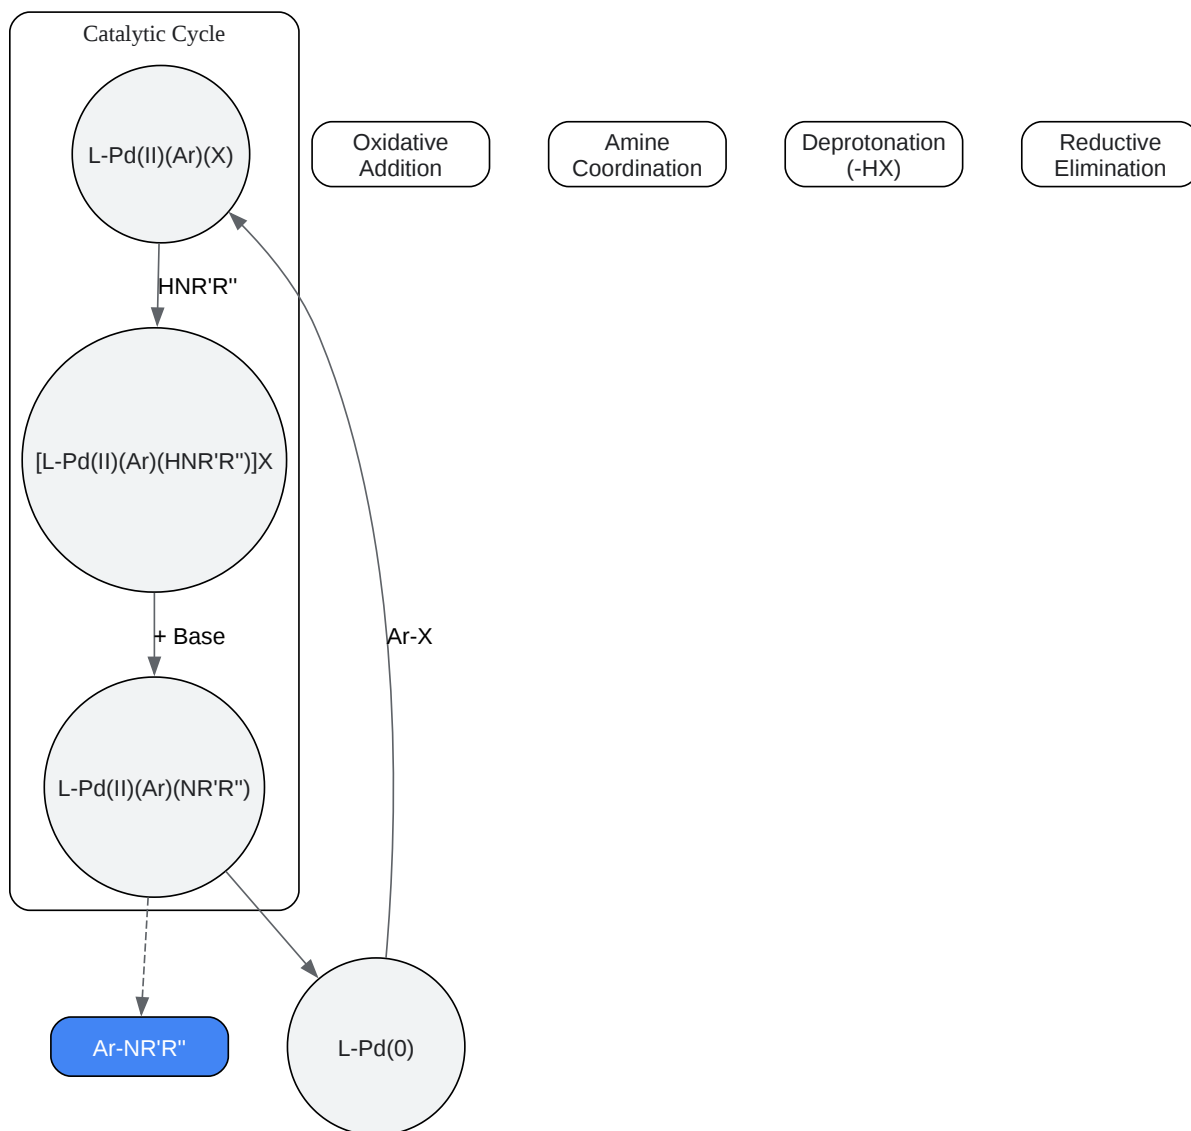 Catalytic Cycle
L-Pd(II)(Ar)(X)
Oxidative
Addition
Amine
Coordination
Deprotonation
(-HX)
Reductive
Elimination
HNR'R''
[L-Pd(II)(Ar)(HNR'R'')]X
+ Base
Ar-X
L-Pd(II)(Ar)(NR'R'')
Ar-NR'R''
L-Pd(0)